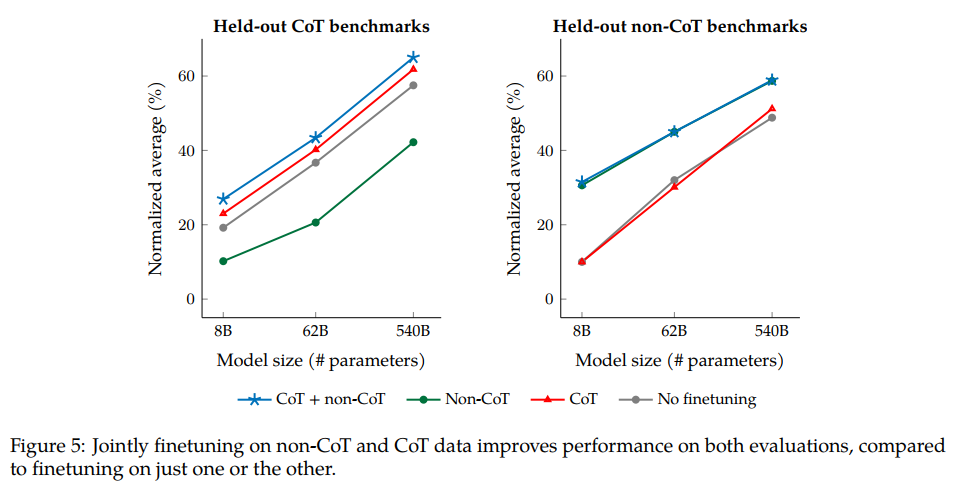 Held-out CoT benchmarks
Normalized average (%)
60
40
20
0
8B
62B
540B
Model size (# parameters)
Held-out non-CoT benchmarks
Normalized average (%)
60
40
20
0
8B
62B
540B
Model size (# parameters)
CoT + non-CoT
Non-CoT
CoT
No finetuning
Figure 5: Jointly finetuning on non-CoT and CoT data improves performance on both evaluations, compared
to finetuning on just one or the other.